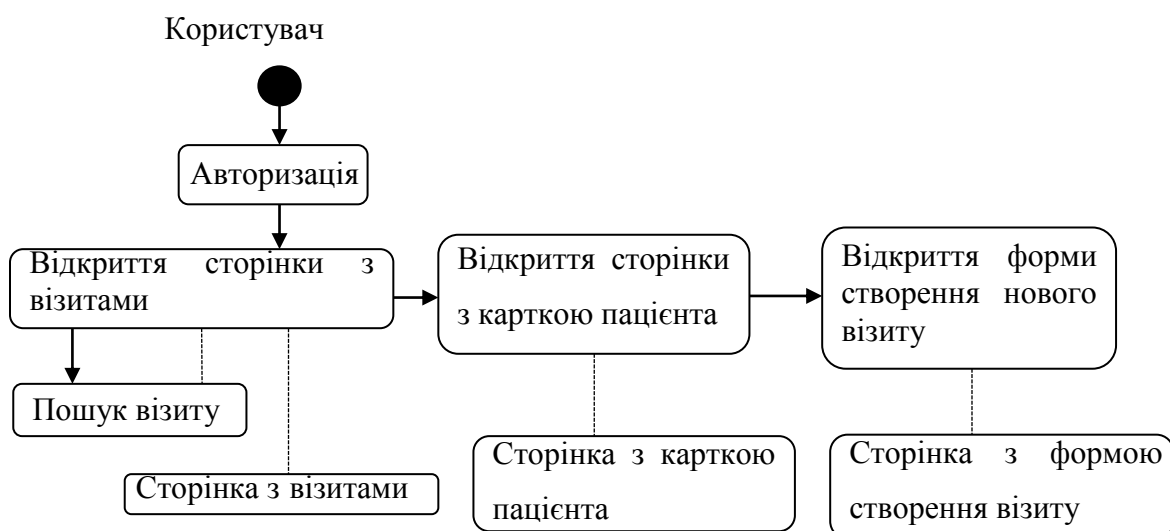 Користувач
Авторизація
Відкриття сторінки з
візитами
Відкриття сторінки
з карткою пацієнта
Відкриття форми
створення нового
візиту
Пошук візиту
Сторінка з візитами
Сторінка з карткою
пацієнта
Сторінка з формою
створення візиту